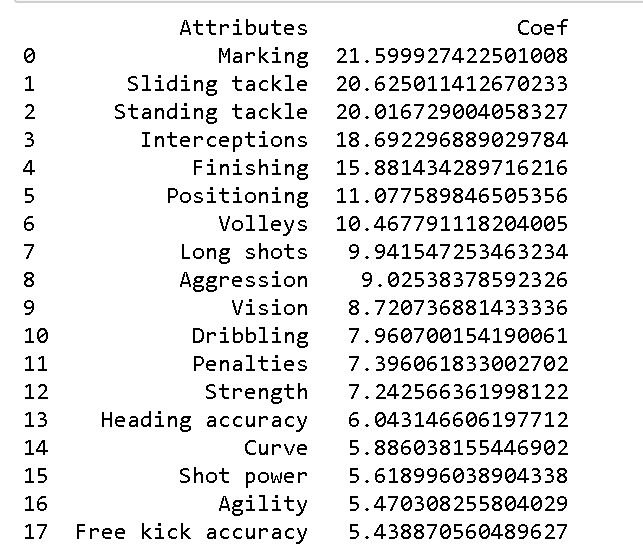 Attributes Coef
0 Marking 21.599927422501008
1 Sliding tackle 20.625011412670233
2 Standing tackle 20.016729004058327
3 Interceptions 18.692296889029784
4 Finishing 15.881434289716216
5 Positioning 11.077589846505356
6 Volleys 10.467791118204005
7 Long shots 9.941547253463234
8 Aggression 9.02538378592326
9 Vision 8.720736881433336
10 Dribbling 7.960700154190061
11 Penalties 7.396061833002702
12 Strength 7.242566361998122
13 Heading accuracy 6.043146606197712
14 Curve 5.886038155446902
15 Shot power 5.618996038904338
16 Agility 5.470308255804029
17 Free kick accuracy 5.438870560489627